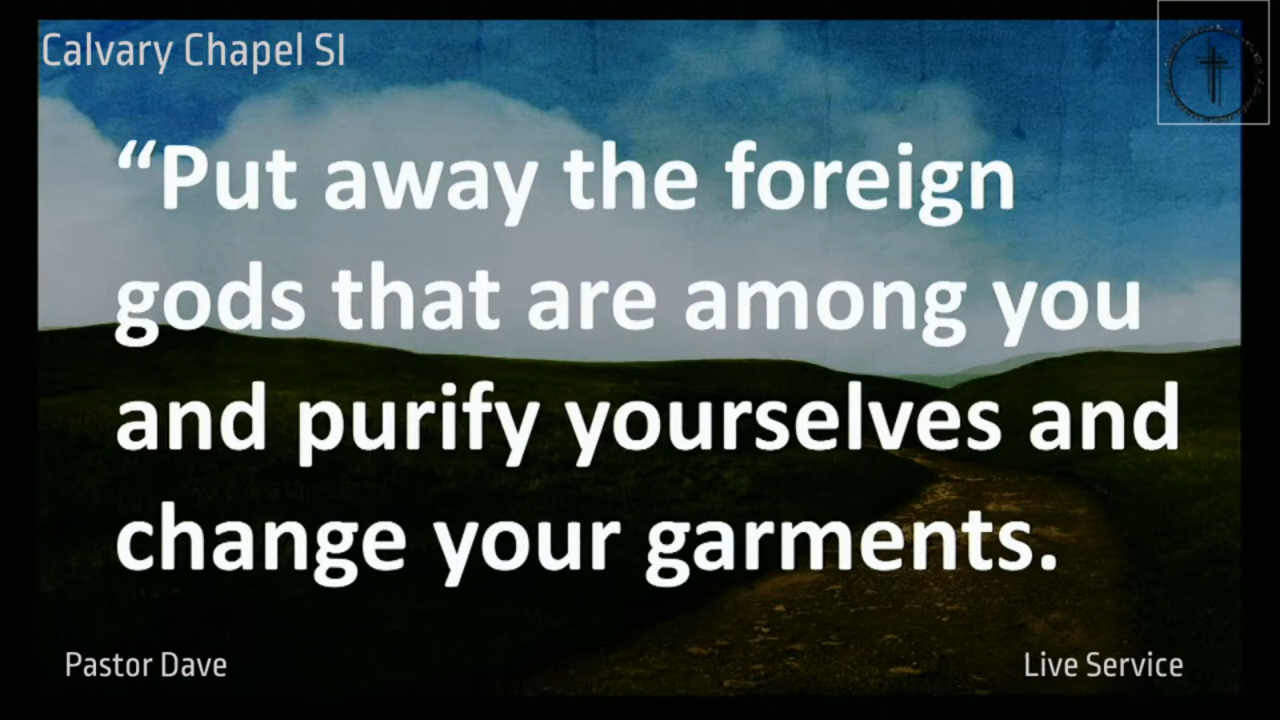 Calvary Chapel SI
“Put away the foreign
gods that are among you
and purify yourselves and
change your garments.
Pastor Dave
Live Service